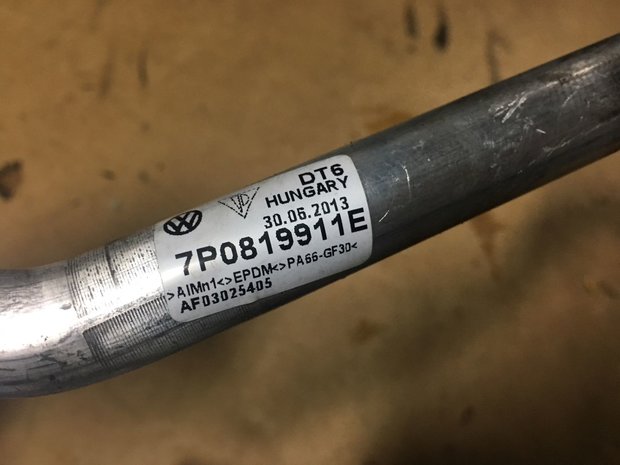 DT6
HUNGARY
30.06.2013
7P0819911E
>AlMn1<>EPDM<>PA66-GF30<
AF03025405